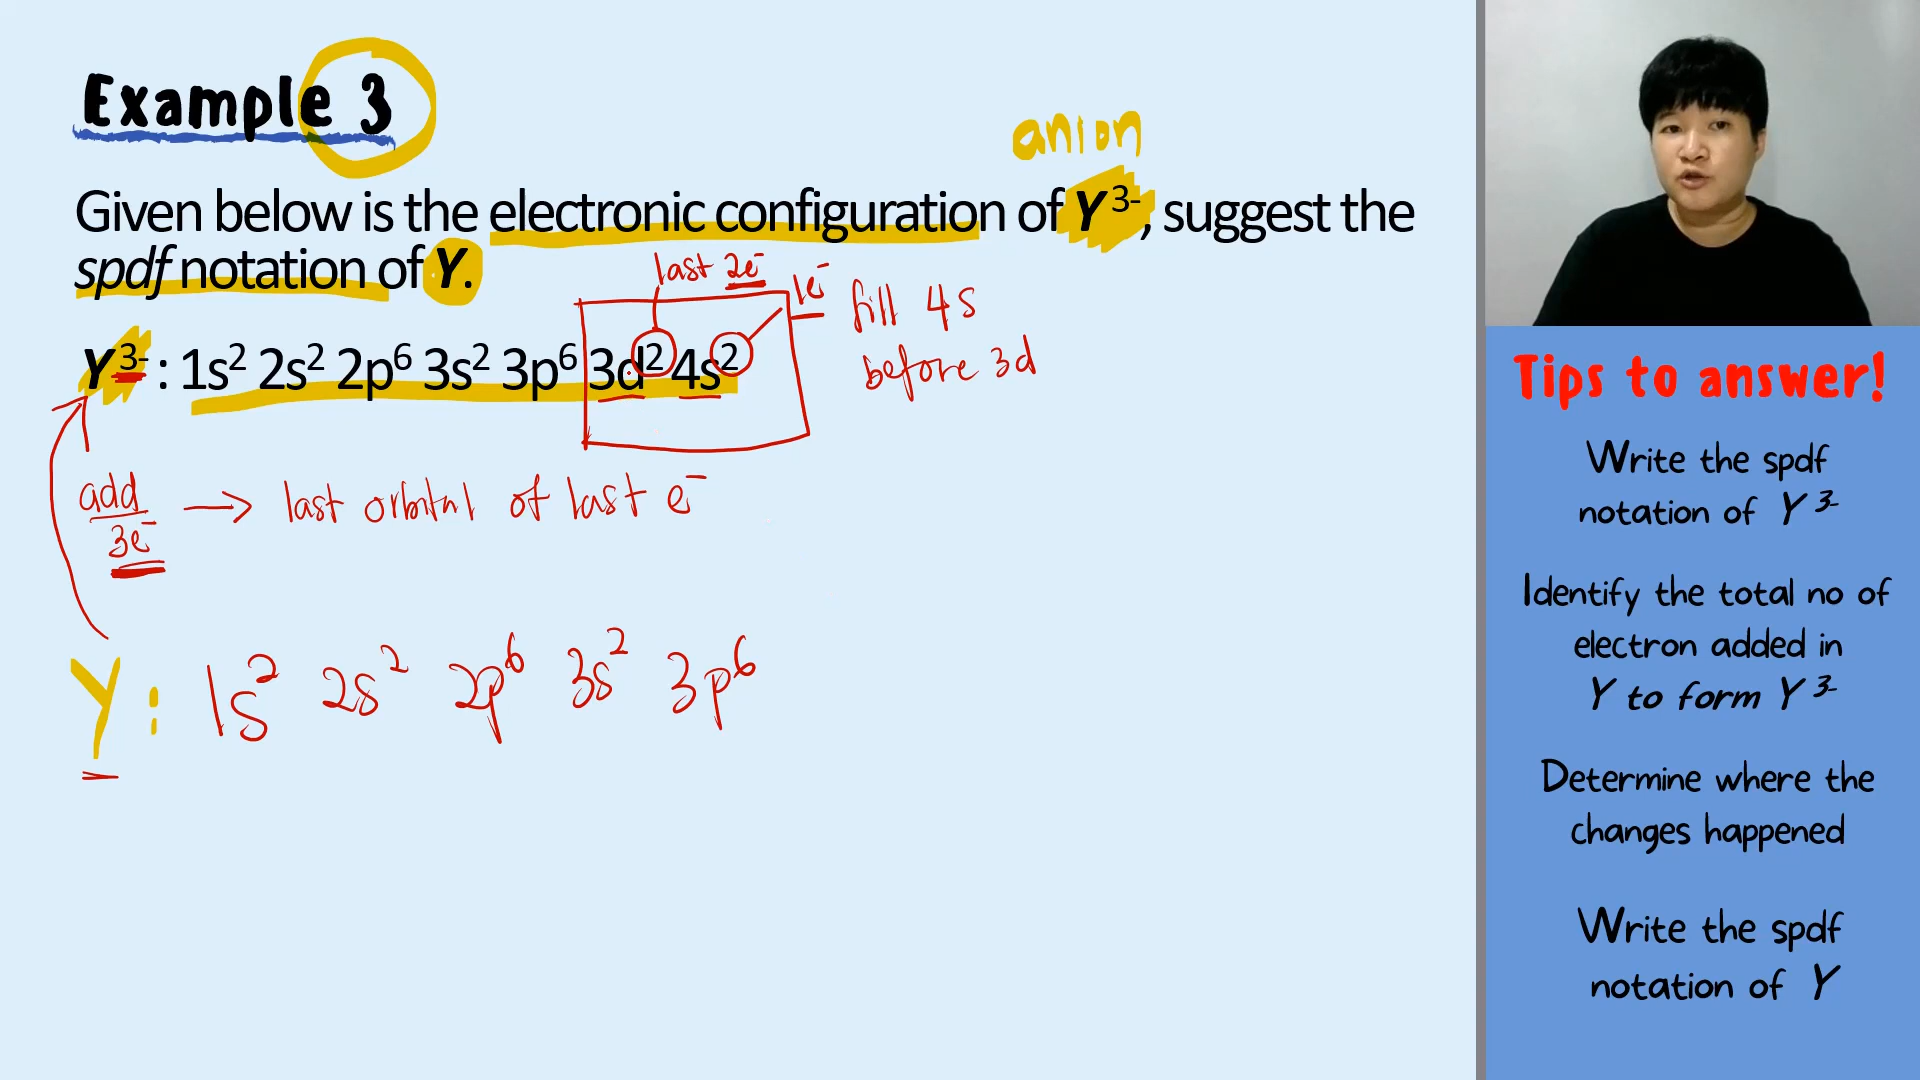 Example 3
anion
Given below is the electronic configuration of Y³⁻, suggest the
spdf notation of Y.
last 2e⁻
1e⁻
fill 4s
before 3d
Y³⁻ : 1s² 2s² 2p⁶ 3s² 3p⁶ 3d² 4s²
add
3e⁻
→ last orbital of last e⁻
Y : 1s² 2s² 2p⁶ 3s² 3p⁶
Tips to answer!
Write the spdf
notation of Y³⁻
Identify the total no of
electron added in
Y to form Y³⁻
Determine where the
changes happened
Write the spdf
notation of Y